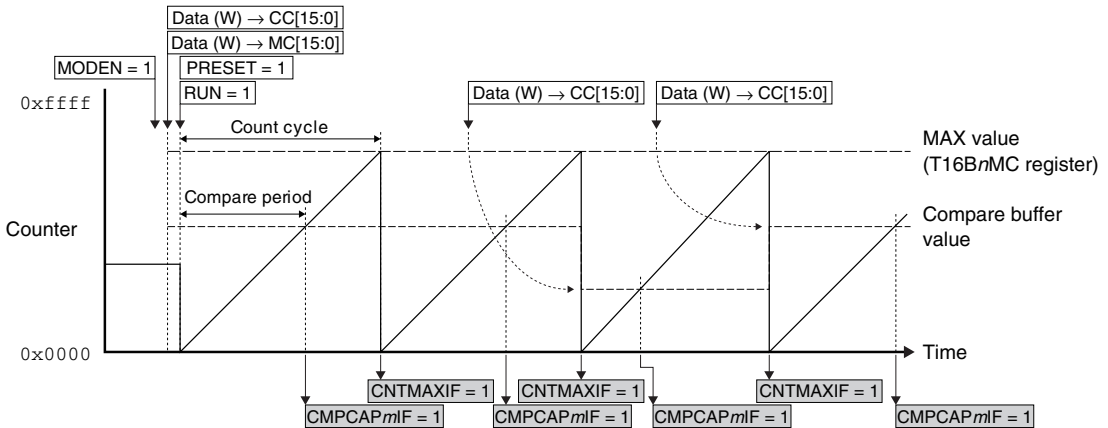 Data (W) → CC[15:0]
Data (W) → MC[15:0]
MODEN = 1
PRESET = 1
RUN = 1
Data (W) → CC[15:0]
Data (W) → CC[15:0]
0xffff
Count cycle
MAX value
(T16BnMC register)
Compare period
Compare buffer
value
Counter
0x0000
Time
CNTMAXIF = 1
CNTMAXIF = 1
CNTMAXIF = 1
CMPCAPmIF = 1
CMPCAPmIF = 1
CMPCAPmIF = 1
CMPCAPmIF = 1